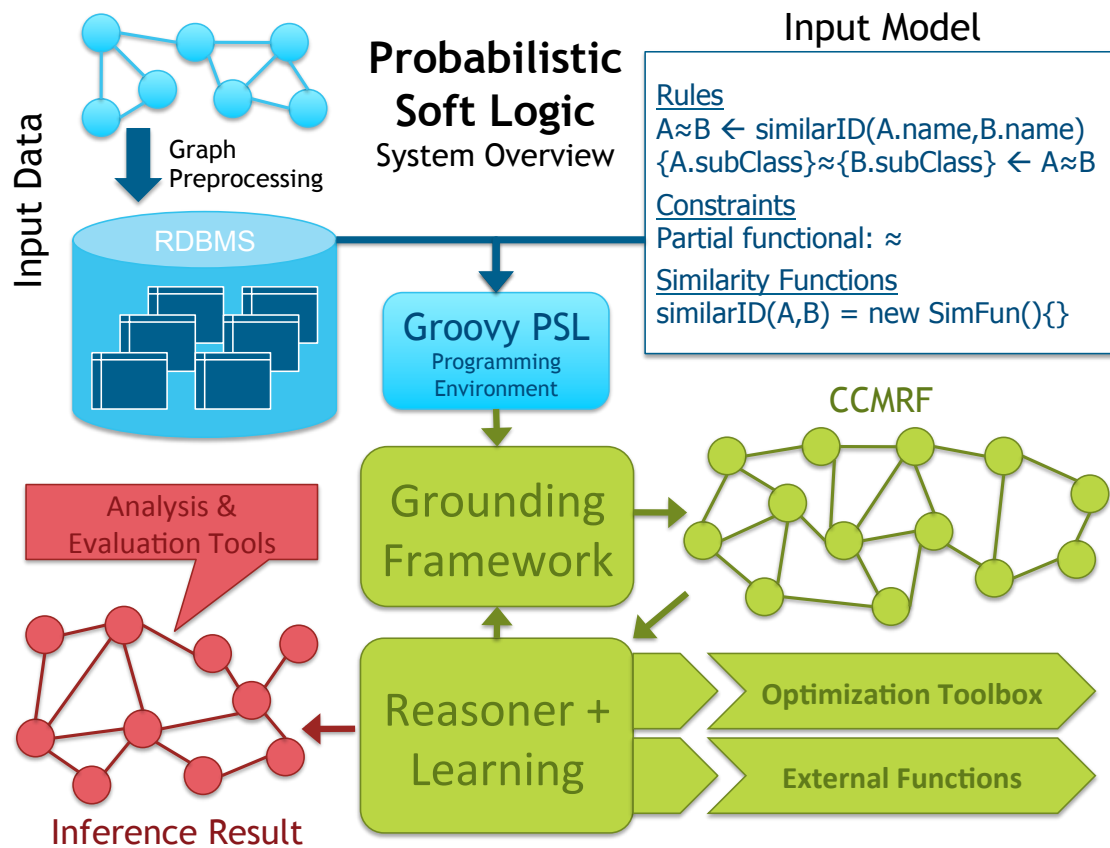 Probabilistic
Soft Logic
System Overview
Input Data
Graph
Preprocessing
RDBMS
Input Model
Rules
A≈B ← similarID(A.name,B.name)
{A.subClass}≈{B.subClass} ← A≈B
Constraints
Partial functional: ≈
Similarity Functions
similarID(A,B) = new SimFun(){}
Groovy PSL
Programming
Environment
CCMRF
Grounding
Framework
Analysis &
Evaluation Tools
Reasoner +
Learning
Optimization Toolbox
External Functions
Inference Result